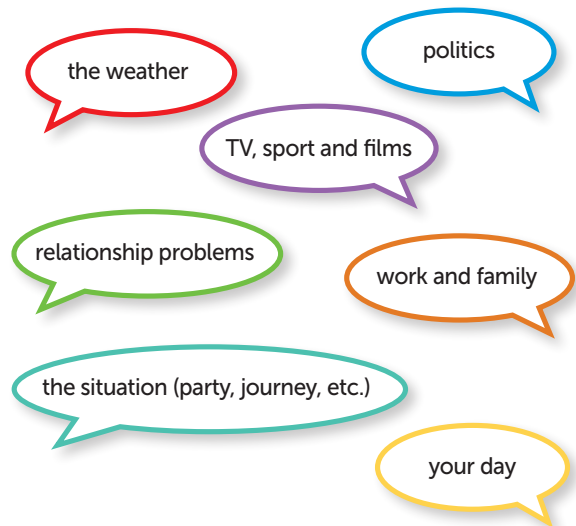 the weather
politics
TV, sport and films
relationship problems
work and family
the situation (party, journey, etc.)
your day